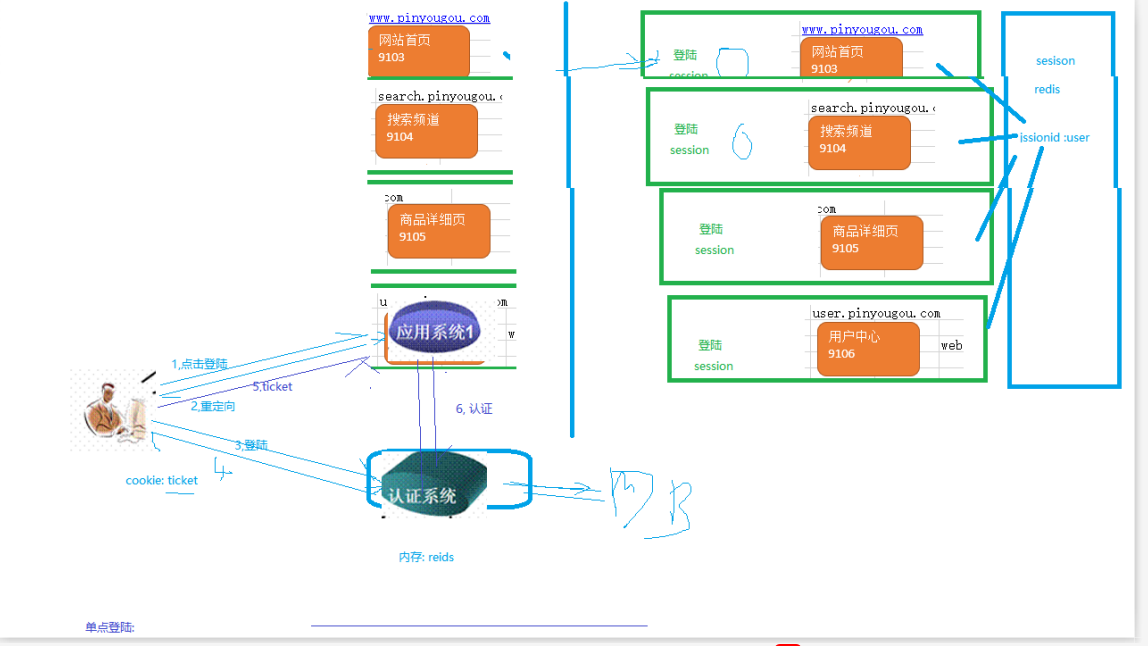 www.pinyougou.com
网站首页
9103
search.pinyougou.
搜索频道
9104
com
商品详细页
9105
u
om
应用系统1
w
1,点击登陆
5,ticket
2,重定向
6, 认证
3,登陆
4
cookie: ticket
认证系统
DB
内存: reids
单点登陆:
www.pinyougou.com
登陆
session
网站首页
9103
search.pinyougou.
登陆
session
搜索频道
9104
com
登陆
session
商品详细页
9105
user.pinyougou.com
登陆
session
用户中心
9106
web
sesison
redis
jssionid :user